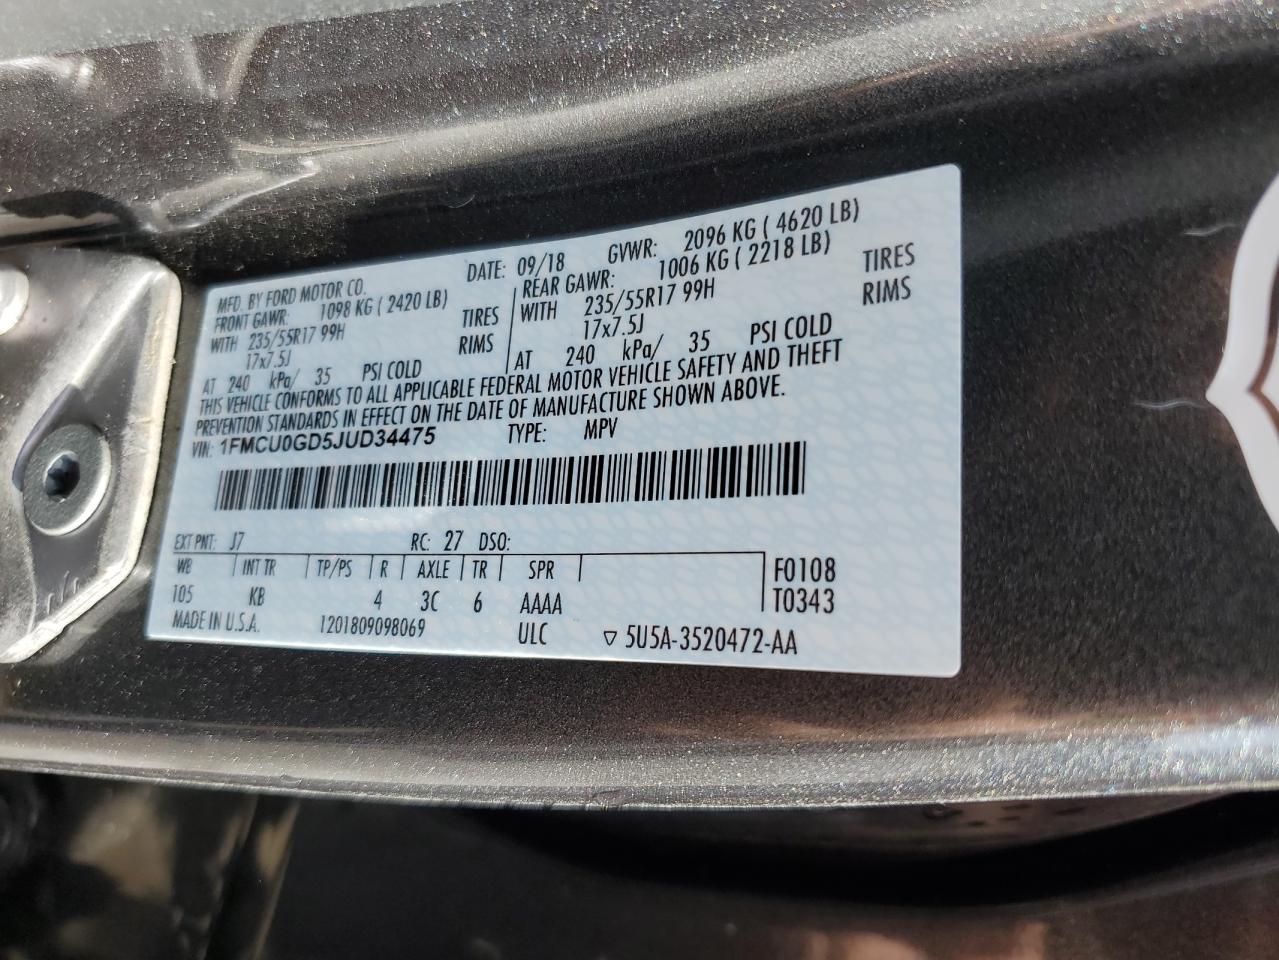 MFD. BY FORD MOTOR CO. DATE: 09/18 GVWR: 2096 KG ( 4620 LB)
FRONT GAWR: 1098 KG ( 2420 LB) REAR GAWR: 1006 KG ( 2218 LB)
WITH 235/55R17 99H TIRES WITH 235/55R17 99H TIRES
17x7.5J RIMS 17x7.5J RIMS
AT 240 kPa/ 35 PSI COLD AT 240 kPa/ 35 PSI COLD
THIS VEHICLE CONFORMS TO ALL APPLICABLE FEDERAL MOTOR VEHICLE SAFETY AND THEFT
PREVENTION STANDARDS IN EFFECT ON THE DATE OF MANUFACTURE SHOWN ABOVE.
VIN: 1FMCU0GD5JUD34475 TYPE: MPV
EXT PNT: J7 RC: 27 DSO:
WB INT TR TP/PS R AXLE TR SPR F0108
105 KB 4 3C 6 AAAA T0343
MADE IN U.S.A. 1201809098069 ULC ▽ 5U5A-3520472-AA